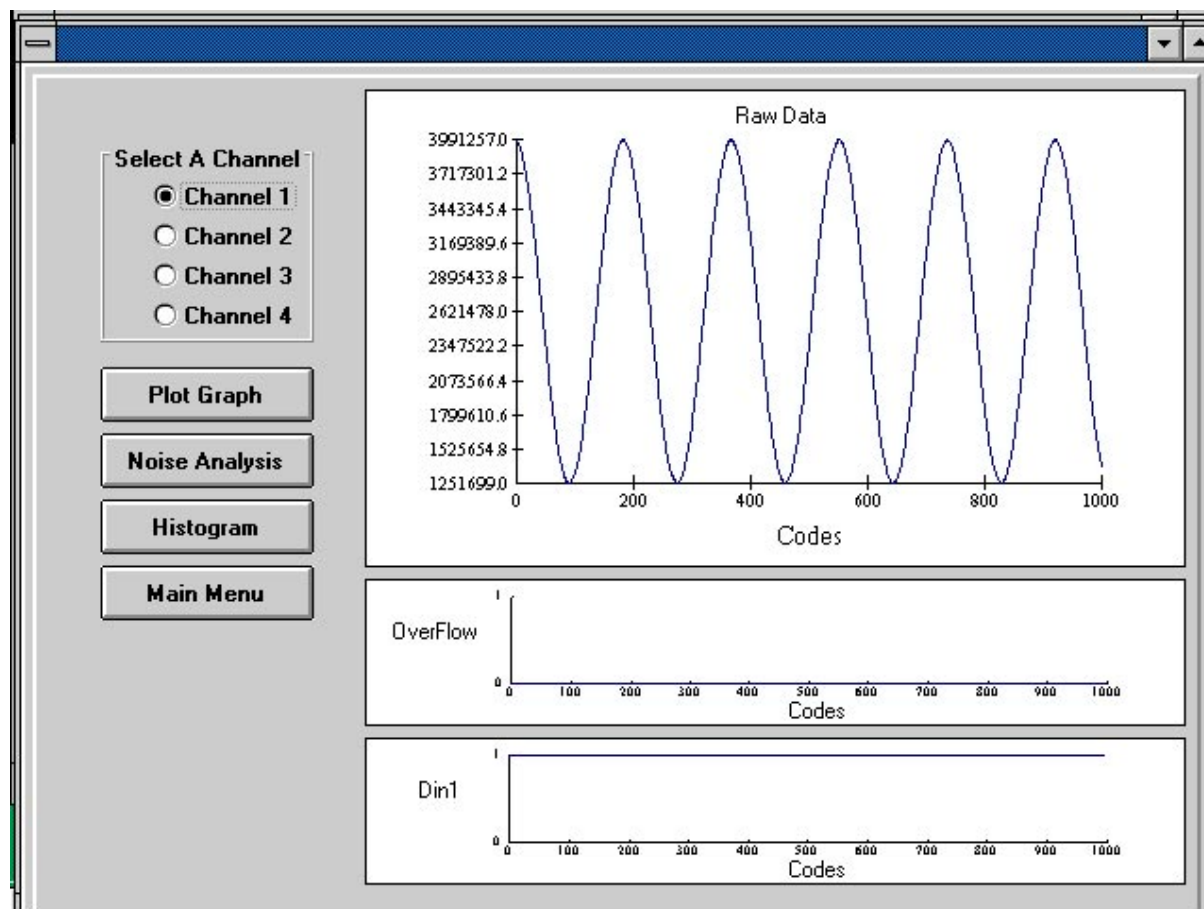 Select A Channel
Channel 1
Channel 2
Channel 3
Channel 4
Plot Graph
Noise Analysis
Histogram
Main Menu
Raw Data
3991257.0
3717301.2
3443345.4
3169389.6
2895433.8
2621478.0
2347522.2
2073566.4
1799610.6
1525654.8
1251699.0
0 200 400 600 800 1000
Codes
OverFlow
1
0
0 100 200 300 400 500 600 700 800 900 1000
Codes
Din1
1
0
0 100 200 300 400 500 600 700 800 900 1000
Codes